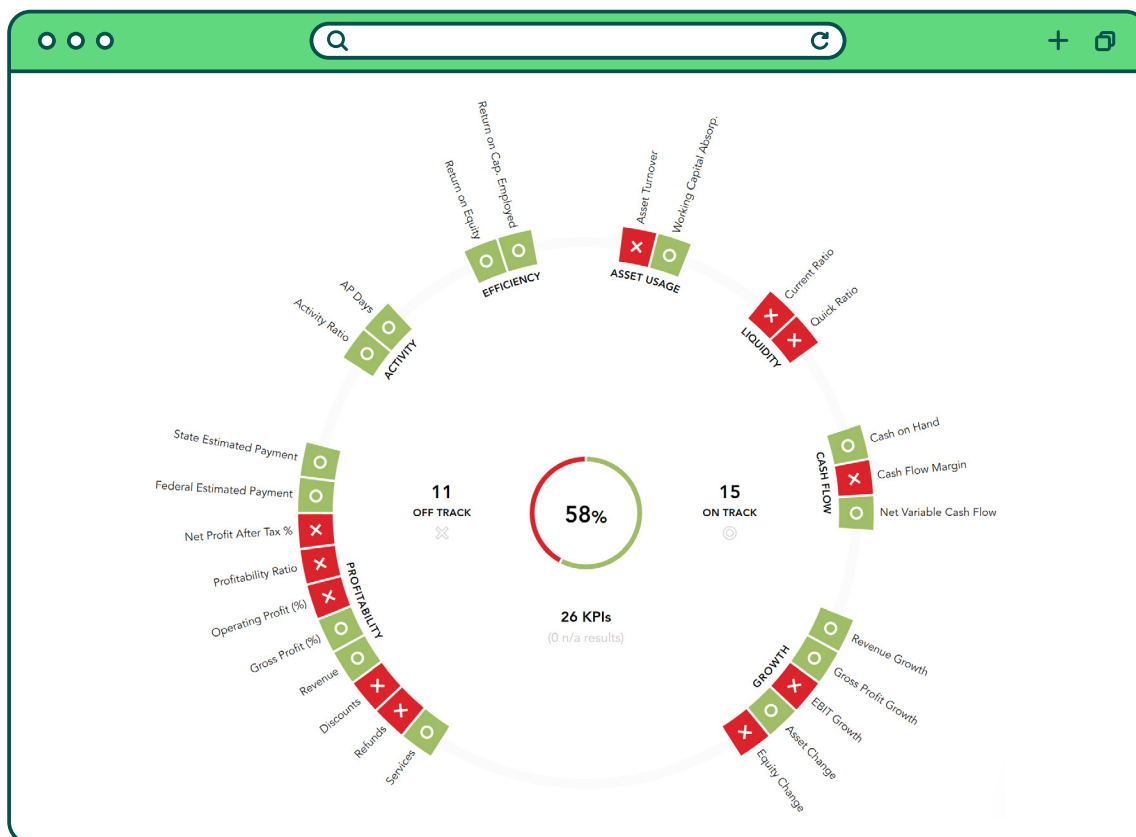 Return on Equity
Return on Cap. Employed
EFFICIENCY
Asset Turnover
Working Capital Absorp.
ASSET USAGE
Current Ratio
Quick Ratio
LIQUIDITY
AP Days
Activity Ratio
ACTIVITY
Cash on Hand
Cash Flow Margin
Net Variable Cash Flow
CASH FLOW
State Estimated Payment
Federal Estimated Payment
Net Profit After Tax %
Profitability Ratio
Operating Profit (%)
Gross Profit (%)
Revenue
Discounts
Refunds
Services
PROFITABILITY
11
OFF TRACK
58%
15
ON TRACK
26 KPIs
(0 n/a results)
GROWTH
Revenue Growth
Gross Profit Growth
EBIT Growth
Asset Change
Equity Change